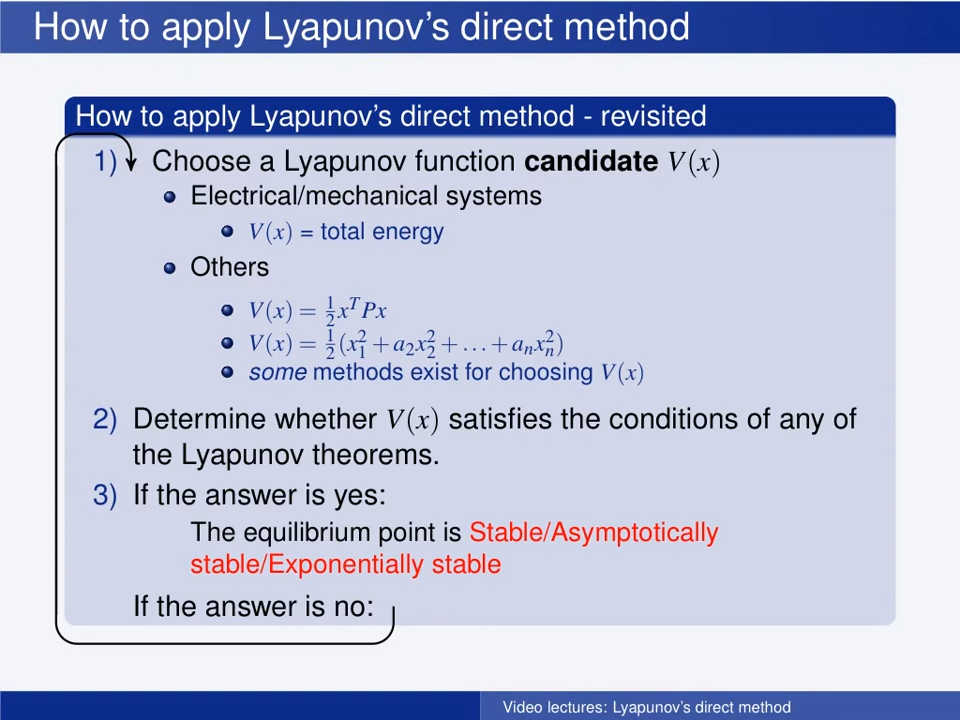 How to apply Lyapunov's direct method
How to apply Lyapunov's direct method - revisited
1) Choose a Lyapunov function candidate V(x)
Electrical/mechanical systems
V(x) = total energy
Others
V(x) = ½xᵀPx
V(x) = ½(x₁² + a₂x₂² + … + aₙxₙ²)
some methods exist for choosing V(x)
2) Determine whether V(x) satisfies the conditions of any of
the Lyapunov theorems.
3) If the answer is yes:
The equilibrium point is Stable/Asymptotically
stable/Exponentially stable
If the answer is no:
Video lectures: Lyapunov's direct method